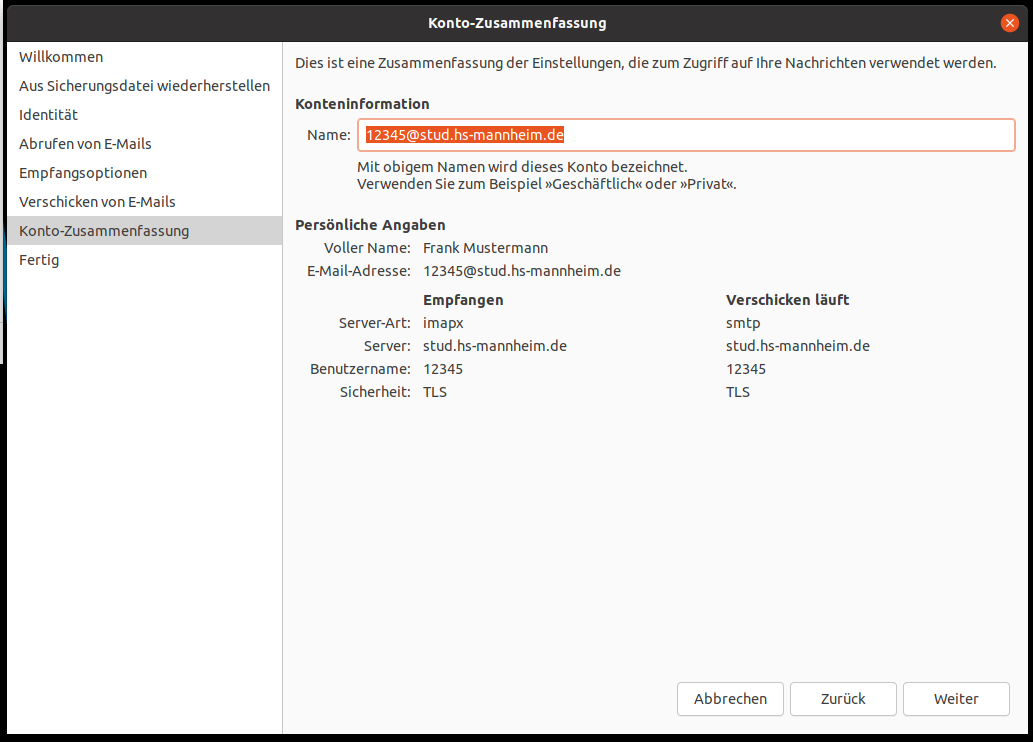 Konto-Zusammenfassung
Willkommen
Aus Sicherungsdatei wiederherstellen
Identität
Abrufen von E-Mails
Empfangsoptionen
Verschicken von E-Mails
Konto-Zusammenfassung
Fertig
Dies ist eine Zusammenfassung der Einstellungen, die zum Zugriff auf Ihre Nachrichten verwendet werden.
Konteninformation
Name: 12345@stud.hs-mannheim.de
Mit obigem Namen wird dieses Konto bezeichnet.
Verwenden Sie zum Beispiel »Geschäftlich« oder »Privat«.
Persönliche Angaben
Voller Name: Frank Mustermann
E-Mail-Adresse: 12345@stud.hs-mannheim.de
Empfangen Verschicken läuft
Server-Art: imapx smtp
Server: stud.hs-mannheim.de stud.hs-mannheim.de
Benutzername: 12345 12345
Sicherheit: TLS TLS
Abbrechen Zurück Weiter